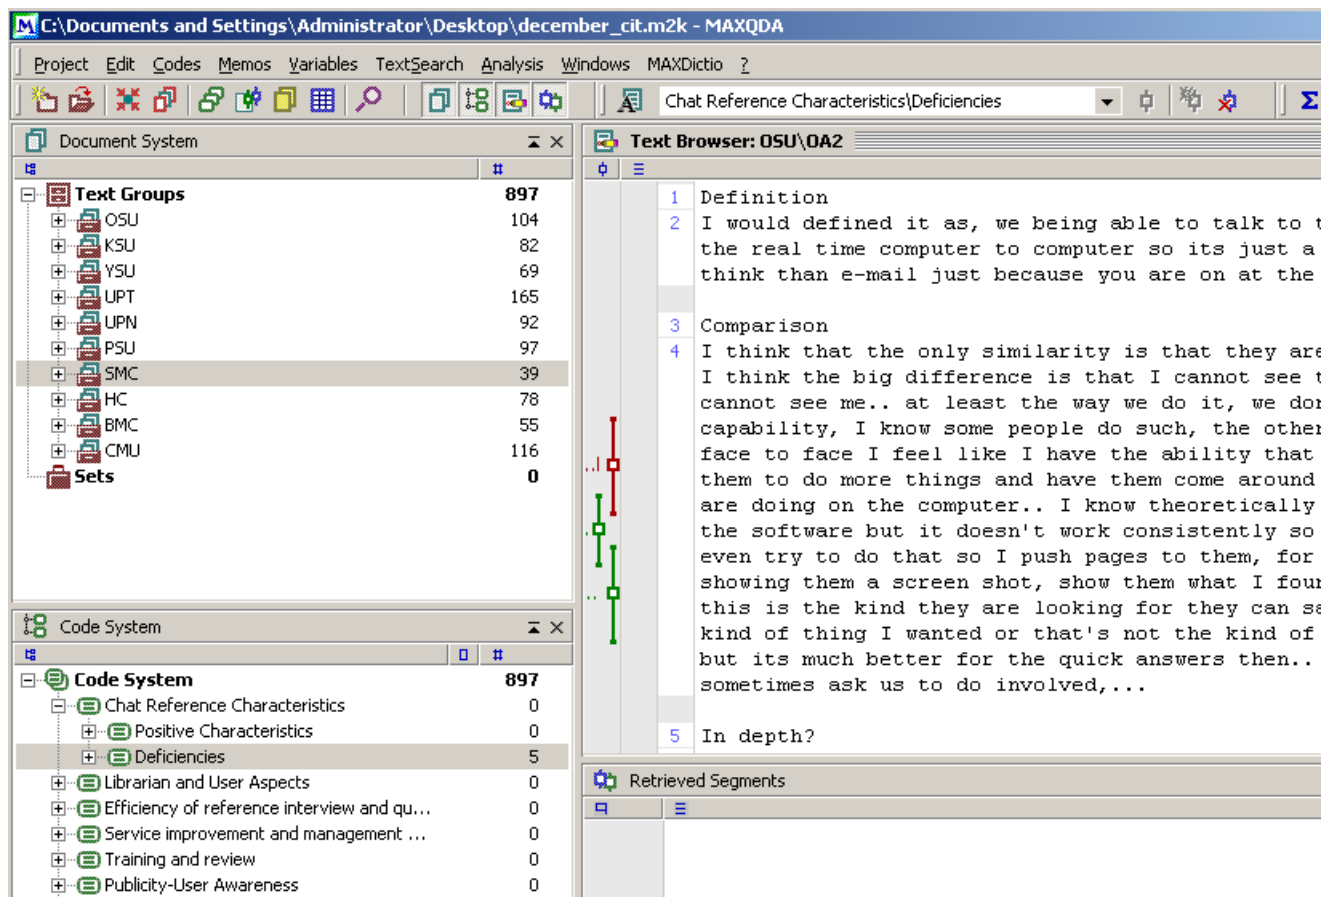 C:\Documents and Settings\Administrator\Desktop\december_cit.m2k - MAXQDA
Project Edit Codes Memos Variables TextSearch Analysis Windows MAXDictio ?
Chat Reference Characteristics\Deficiencies
Document System
Text Groups 897
OSU 104
KSU 82
YSU 69
UPT 165
UPN 92
PSU 97
SMC 39
HC 78
BMC 55
CMU 116
Sets 0
Code System
Code System 897
Chat Reference Characteristics 0
Positive Characteristics 0
Deficiencies 5
Librarian and User Aspects 0
Efficiency of reference interview and qu... 0
Service improvement and management ... 0
Training and review 0
Publicity-User Awareness 0
Text Browser: OSU\OA2
1 Definition
2 I would defined it as, we being able to talk to
the real time computer to computer so its just a
think than e-mail just because you are on at the
3 Comparison
4 I think that the only similarity is that they are
I think the big difference is that I cannot see
cannot see me.. at least the way we do it, we
capability, I know some people do such, the other
face to face I feel like I have the ability that
them to do more things and have them come around
are doing on the computer.. I know theoretically
the software but it doesn't work consistently so
even try to do that so I push pages to them, for
showing them a screen shot, show them what I
this is the kind they are looking for they can
kind of thing I wanted or that's not the kind of
but its much better for the quick answers then..
sometimes ask us to do involved,...
5 In depth?
Retrieved Segments